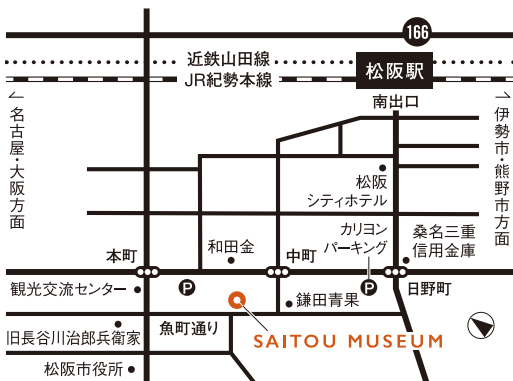 166
近鉄山田線
JR紀勢本線
松阪駅
南出口
←
名古屋・大阪方面
→
伊勢市・熊野市方面
松阪
シティホテル
カリヨン
パーキング
桑名三重
信用金庫
本町
和田金
中町
P
P
日野町
観光交流センター
鎌田青果
旧長谷川治郎兵衛家
魚町通り
SAITOU MUSEUM
松阪市役所